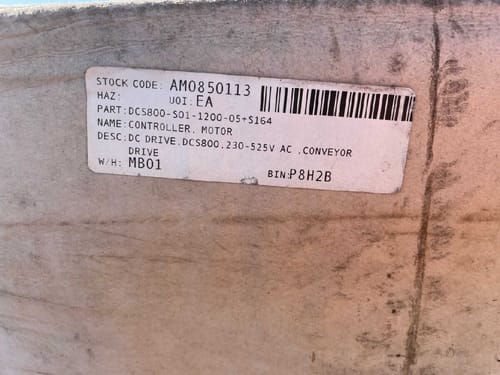 STOCK CODE: AM0850113
HAZ: UOI: EA
PART: DCS800-S01-1200-05+S164
NAME: CONTROLLER, MOTOR
DESC: DC DRIVE,DCS800,230-525V AC ,CONVEYOR
DRIVE
W/H: MB01 BIN: P8H2B